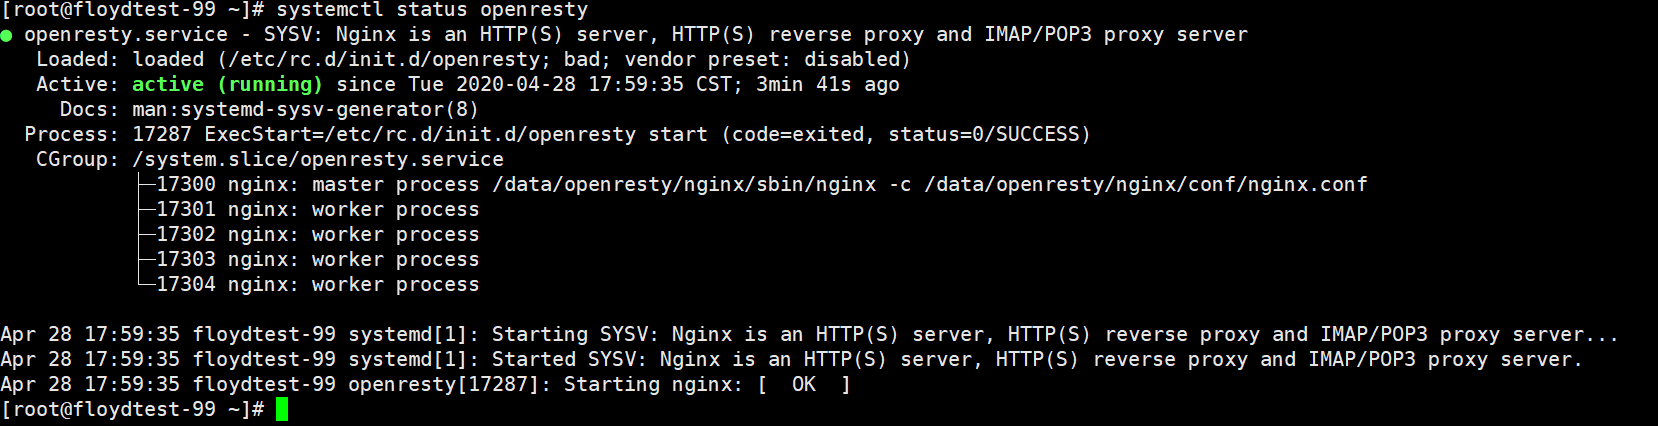 [root@floydtest-99 ~]# systemctl status openresty
● openresty.service - SYSV: Nginx is an HTTP(S) server, HTTP(S) reverse proxy and IMAP/POP3 proxy server
   Loaded: loaded (/etc/rc.d/init.d/openresty; bad; vendor preset: disabled)
   Active: active (running) since Tue 2020-04-28 17:59:35 CST; 3min 41s ago
     Docs: man:systemd-sysv-generator(8)
  Process: 17287 ExecStart=/etc/rc.d/init.d/openresty start (code=exited, status=0/SUCCESS)
   CGroup: /system.slice/openresty.service
           ├─17300 nginx: master process /data/openresty/nginx/sbin/nginx -c /data/openresty/nginx/conf/nginx.conf
           ├─17301 nginx: worker process
           ├─17302 nginx: worker process
           ├─17303 nginx: worker process
           └─17304 nginx: worker process

Apr 28 17:59:35 floydtest-99 systemd[1]: Starting SYSV: Nginx is an HTTP(S) server, HTTP(S) reverse proxy and IMAP/POP3 proxy server...
Apr 28 17:59:35 floydtest-99 systemd[1]: Started SYSV: Nginx is an HTTP(S) server, HTTP(S) reverse proxy and IMAP/POP3 proxy server.
Apr 28 17:59:35 floydtest-99 openresty[17287]: Starting nginx: [  OK  ]
[root@floydtest-99 ~]#